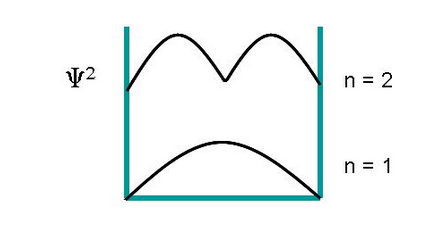 Ψ²
n = 2
n = 1